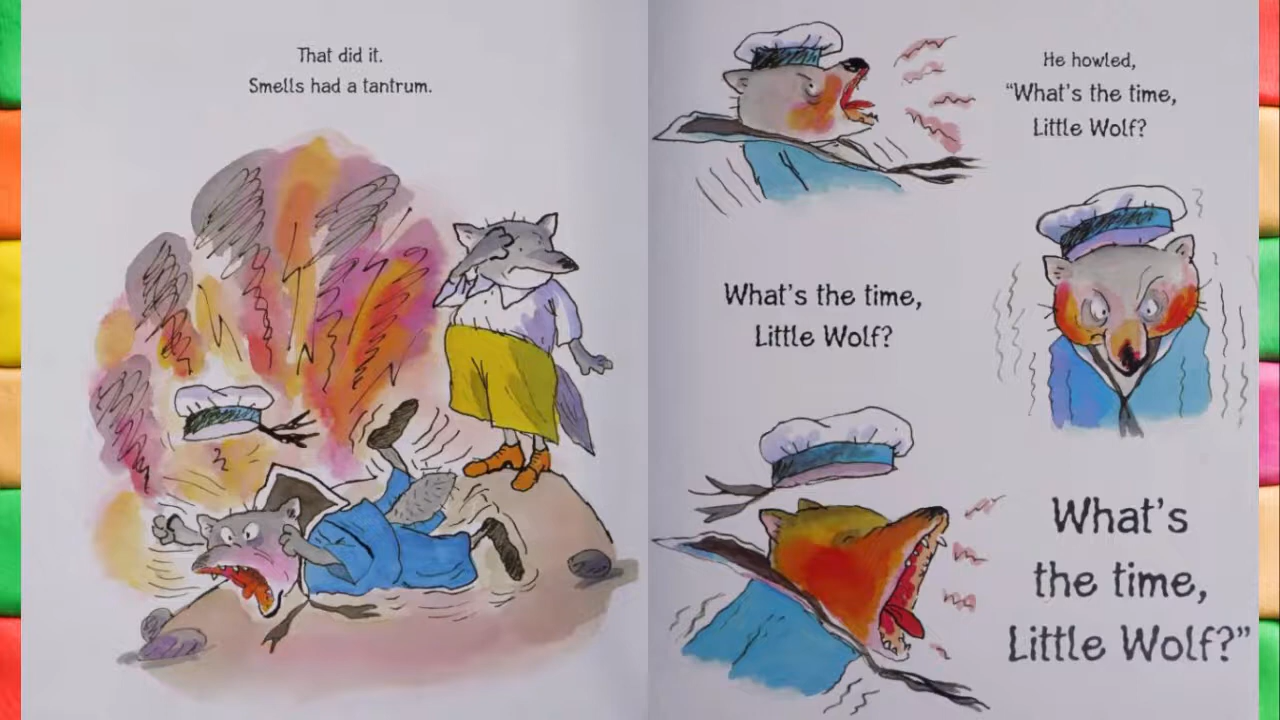 That did it.
Smells had a tantrum.
He howled,
“What's the time,
Little Wolf?
What's the time,
Little Wolf?
What's
the time,
Little Wolf?”